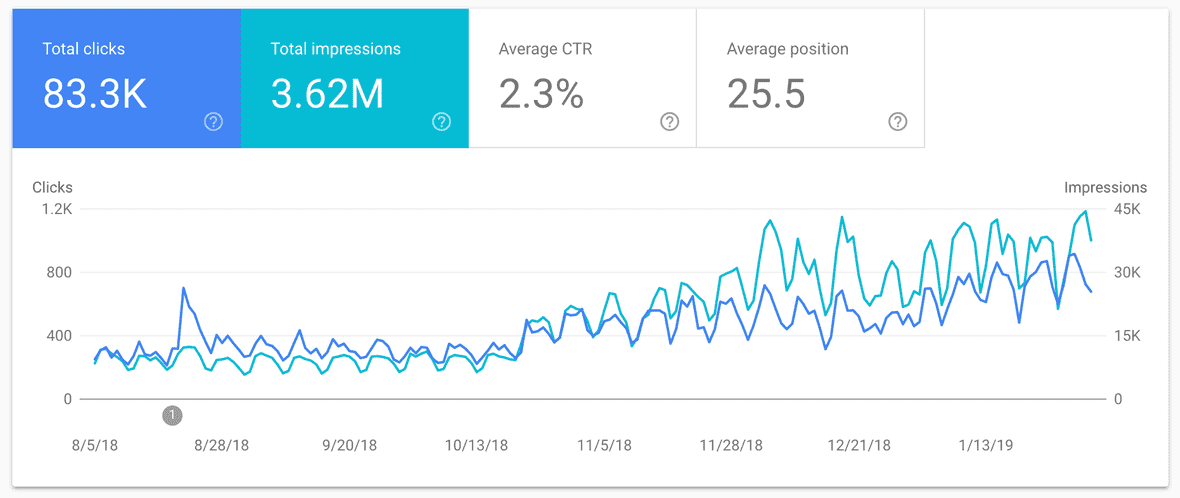 Total clicks
83.3K
Total impressions
3.62M
Average CTR
2.3%
Average position
25.5
Clicks
Impressions
1.2K
45K
800
30K
400
15K
0
0
1
8/5/18
8/28/18
9/20/18
10/13/18
11/5/18
11/28/18
12/21/18
1/13/19